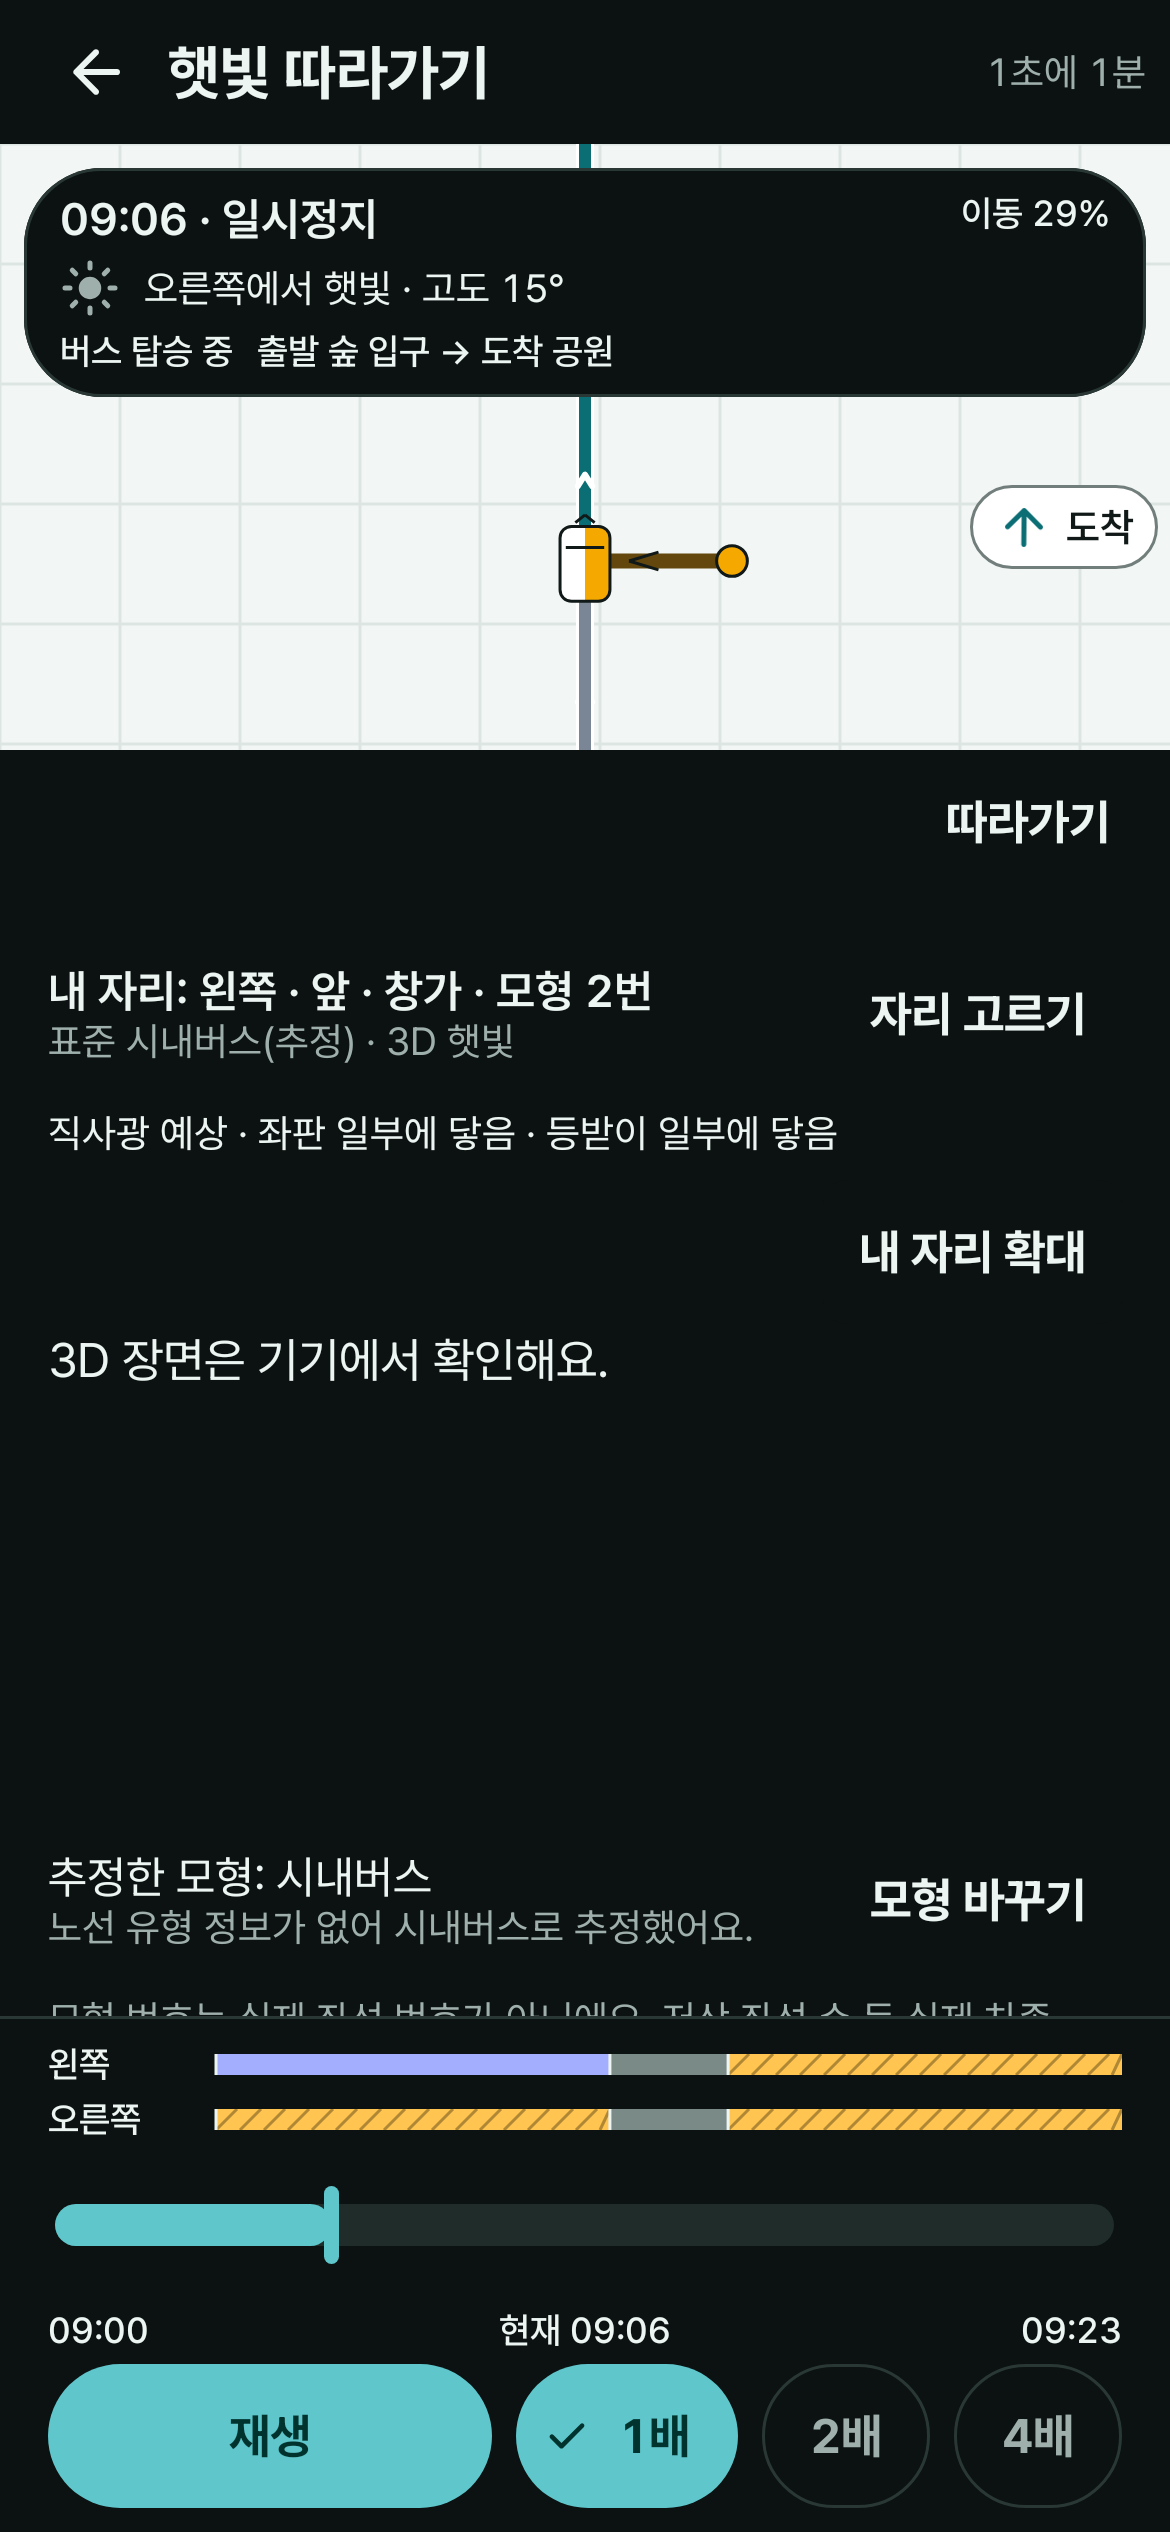 햇빛 따라가기
1초에 1분
09:06 · 일시정지
이동 29%
오른쪽에서 햇빛 · 고도 15°
버스 탑승 중 출발 숲 입구 → 도착 공원
도착
따라가기
내 자리: 왼쪽 · 앞 · 창가 · 모형 2번
표준 시내버스(추정) · 3D 햇빛
자리 고르기
직사광 예상 · 좌판 일부에 닿음 · 등받이 일부에 닿음
내 자리 확대
3D 장면은 기기에서 확인해요.
추정한 모형: 시내버스
노선 유형 정보가 없어 시내버스로 추정했어요.
모형 바꾸기
왼쪽
오른쪽
09:00
현재 09:06
09:23
재생
1배
2배
4배